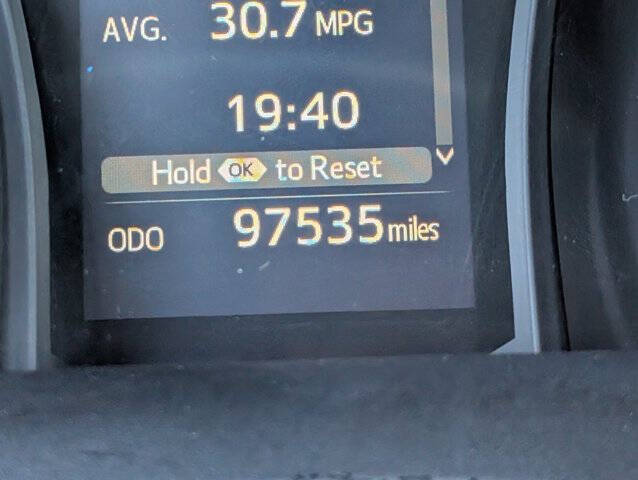 AVG. 30.7 MPG
19:40
Hold OK to Reset
ODO 97535 miles